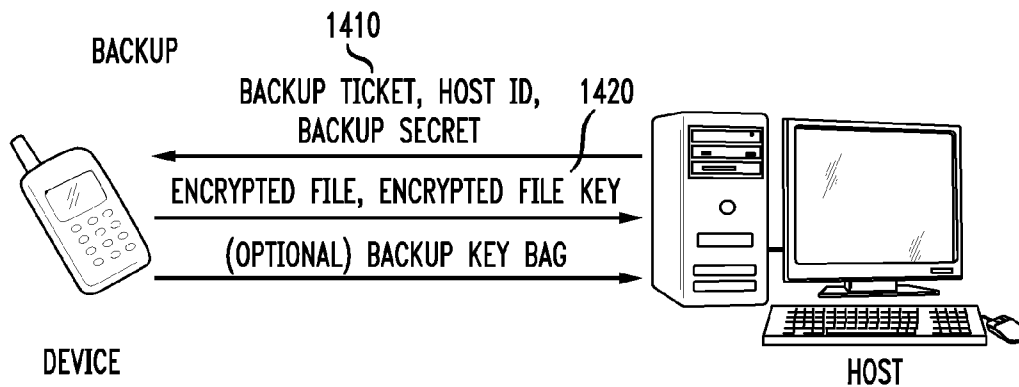 1410
BACKUP
BACKUP TICKET, HOST ID,
1420
BACKUP SECRET
ENCRYPTED FILE, ENCRYPTED FILE KEY
(OPTIONAL) BACKUP KEY BAG
DEVICE
HOST